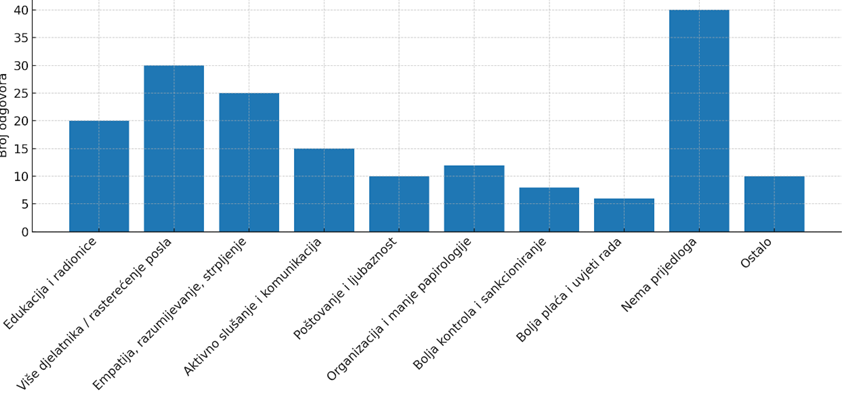 Broj odgovora
40
35
30
25
20
15
10
5
0
Edukacija i radionice
Više djelatnika / rasterećenje posla
Empatija, razumijevanje, strpljenje
Aktivno slušanje i komunikacija
Poštovanje i ljubaznost
Organizacija i manje papirologije
Bolja kontrola i sankcioniranje
Bolja plaća i uvjeti rada
Nema prijedloga
Ostalo